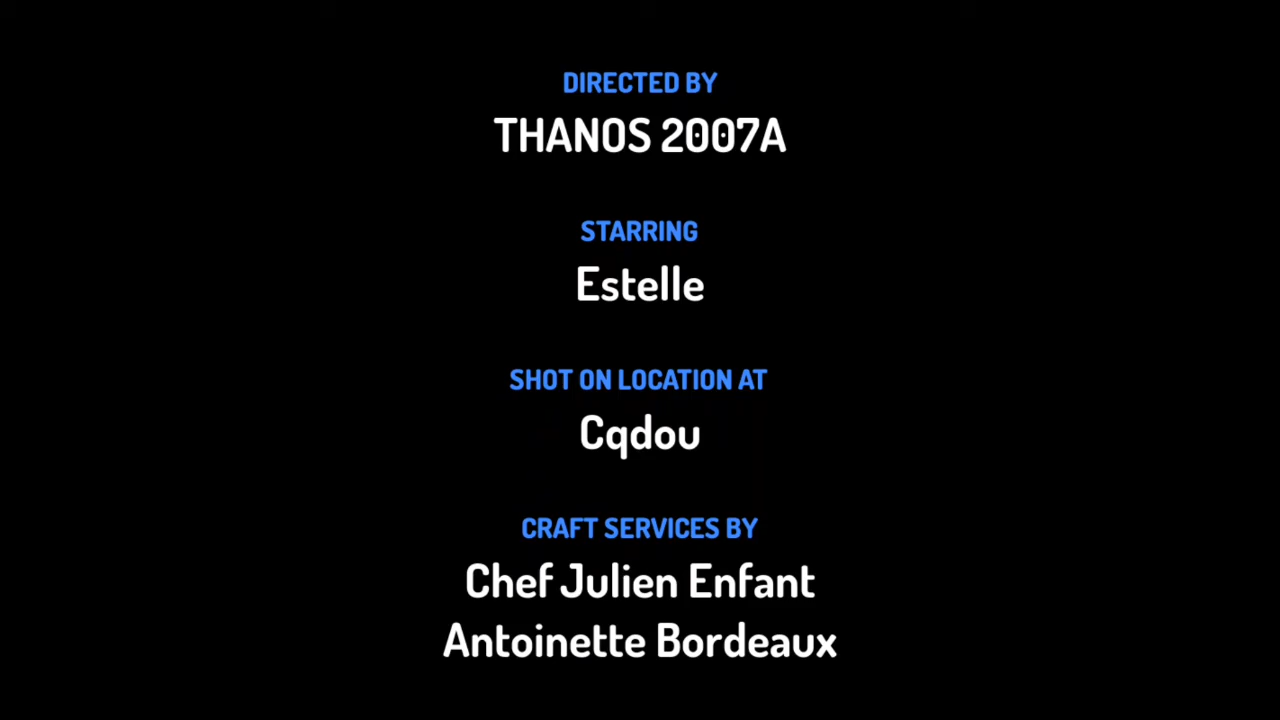 DIRECTED BY
THANOS 2007A
STARRING
Estelle
SHOT ON LOCATION AT
Cqdou
CRAFT SERVICES BY
Chef Julien Enfant
Antoinette Bordeaux